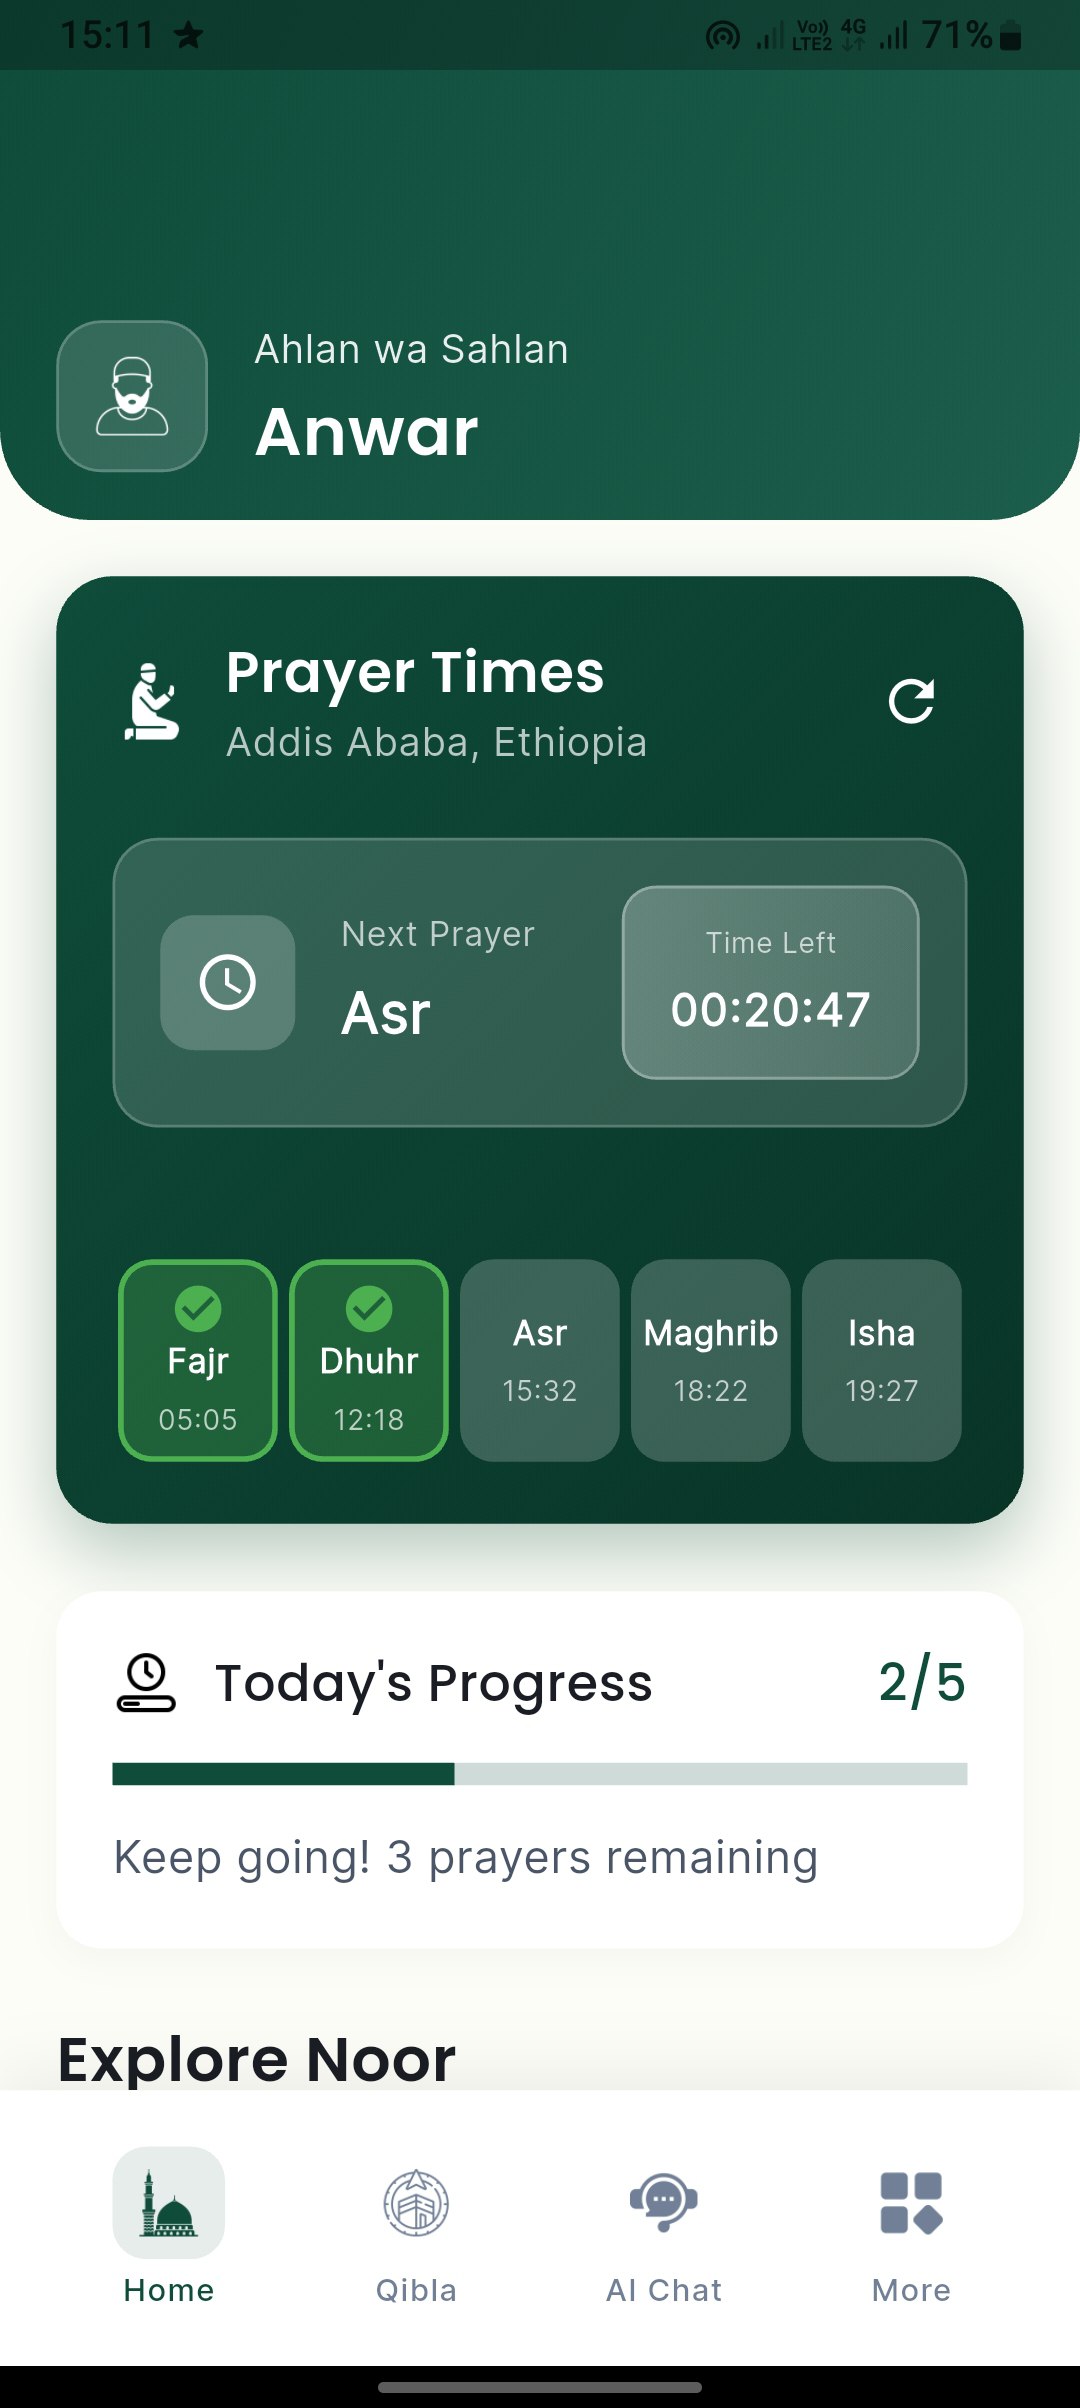 15:11
Vo)) LTE2 4G 71%
Ahlan wa Sahlan
Anwar
Prayer Times
Addis Ababa, Ethiopia
Next Prayer
Asr
Time Left
00:20:47
Fajr
05:05
Dhuhr
12:18
Asr
15:32
Maghrib
18:22
Isha
19:27
Today's Progress
2/5
Keep going! 3 prayers remaining
Explore Noor
Home
Qibla
AI Chat
More